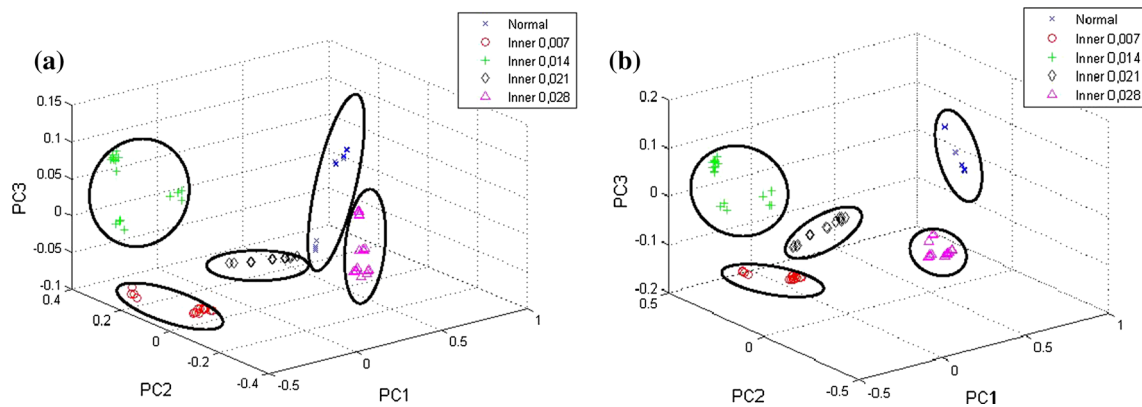 (a)
Normal
Inner 0,007
Inner 0,014
Inner 0,021
Inner 0,028
0.15
0.1
0.05
0
-0.05
-0.1
PC3
0.4
0.2
0
-0.2
-0.4
PC2
-0.5
0
0.5
1
PC1
(b)
Normal
Inner 0,007
Inner 0,014
Inner 0,021
Inner 0,028
0.2
0.1
0
-0.1
-0.2
PC3
0.5
0
-0.5
PC2
-0.5
0
0.5
1
PC1